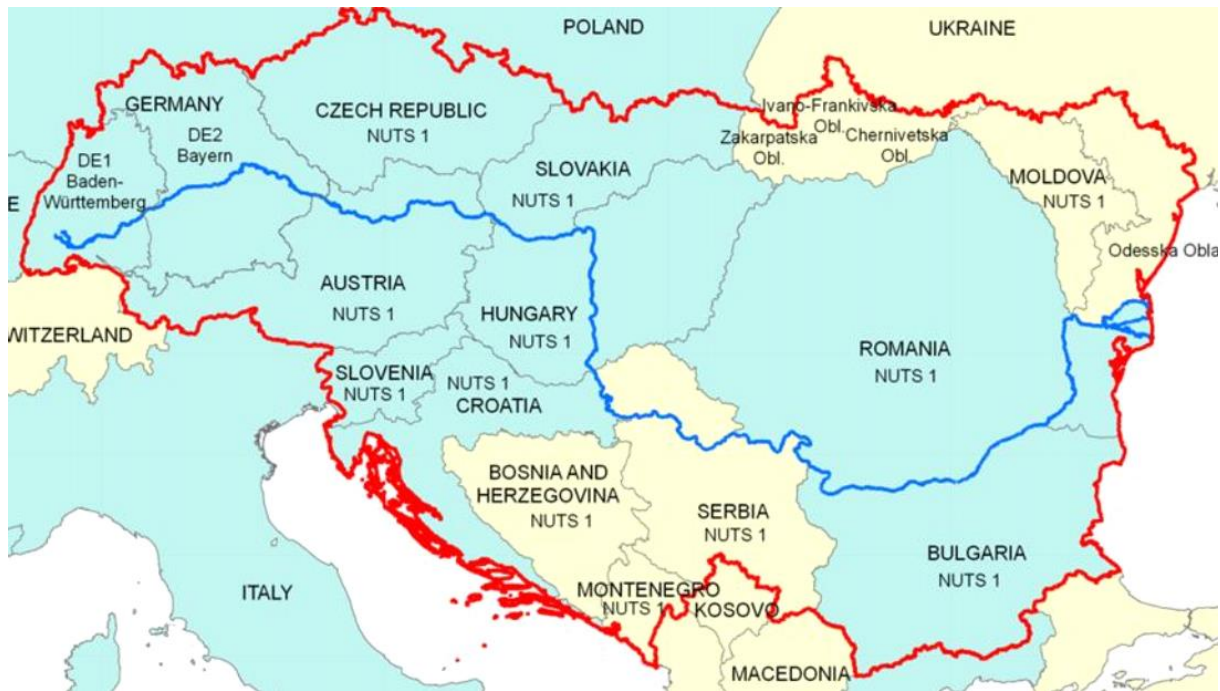 POLAND
UKRAINE
GERMANY
CZECH REPUBLIC
NUTS 1
Ivano-Frankivska
Obl.
Zakarpatska
Obl.
Chernivetska
Obl.
DE2
Bayern
DE1
Baden-
Württemberg
SLOVAKIA
NUTS 1
MOLDOVA
NUTS 1
E
Odesska Obla
AUSTRIA
NUTS 1
HUNGARY
NUTS 1
WITZERLAND
ROMANIA
NUTS 1
SLOVENIA
NUTS 1
NUTS 1
CROATIA
BOSNIA AND
HERZEGOVINA
NUTS 1
SERBIA
NUTS 1
BULGARIA
NUTS 1
ITALY
MONTENEGRO
NUTS 1
KOSOVO
MACEDONIA